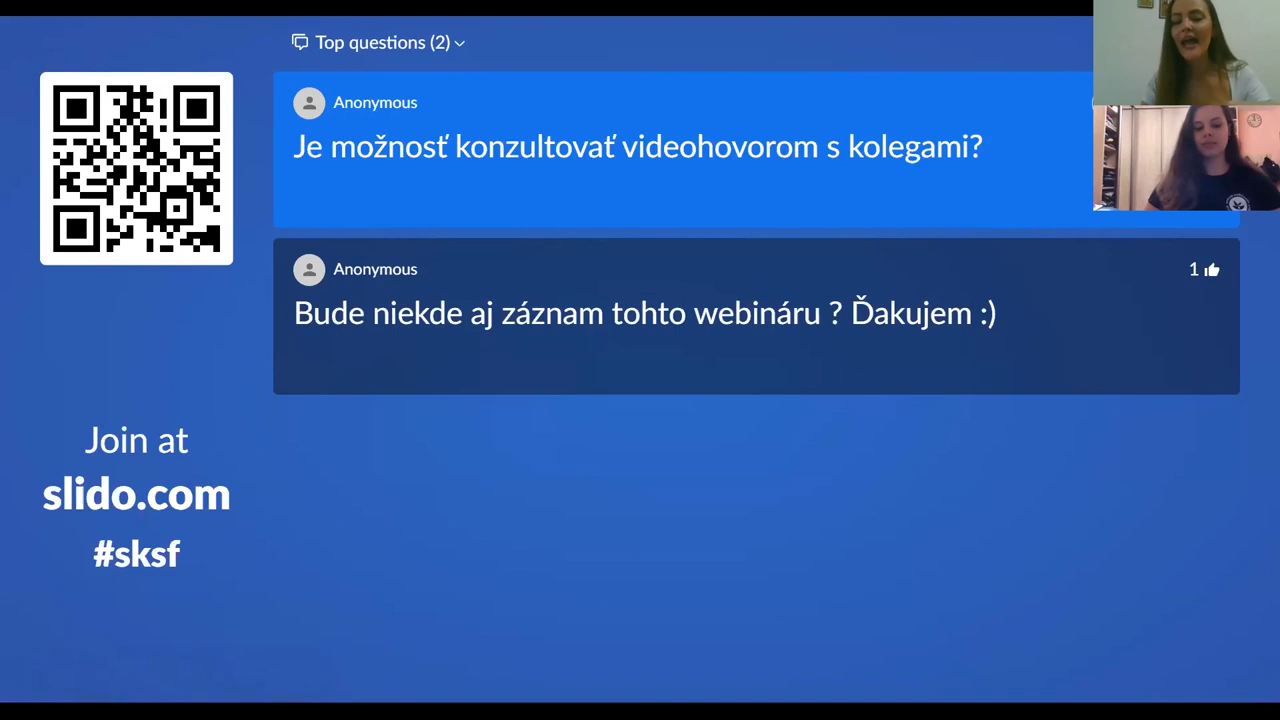 Top questions (2)
Anonymous
Je možnosť konzultovať videohovorom s kolegami?
Anonymous
1
Bude niekde aj záznam tohto webináru ? Ďakujem :)
Join at
slido.com
#sksf